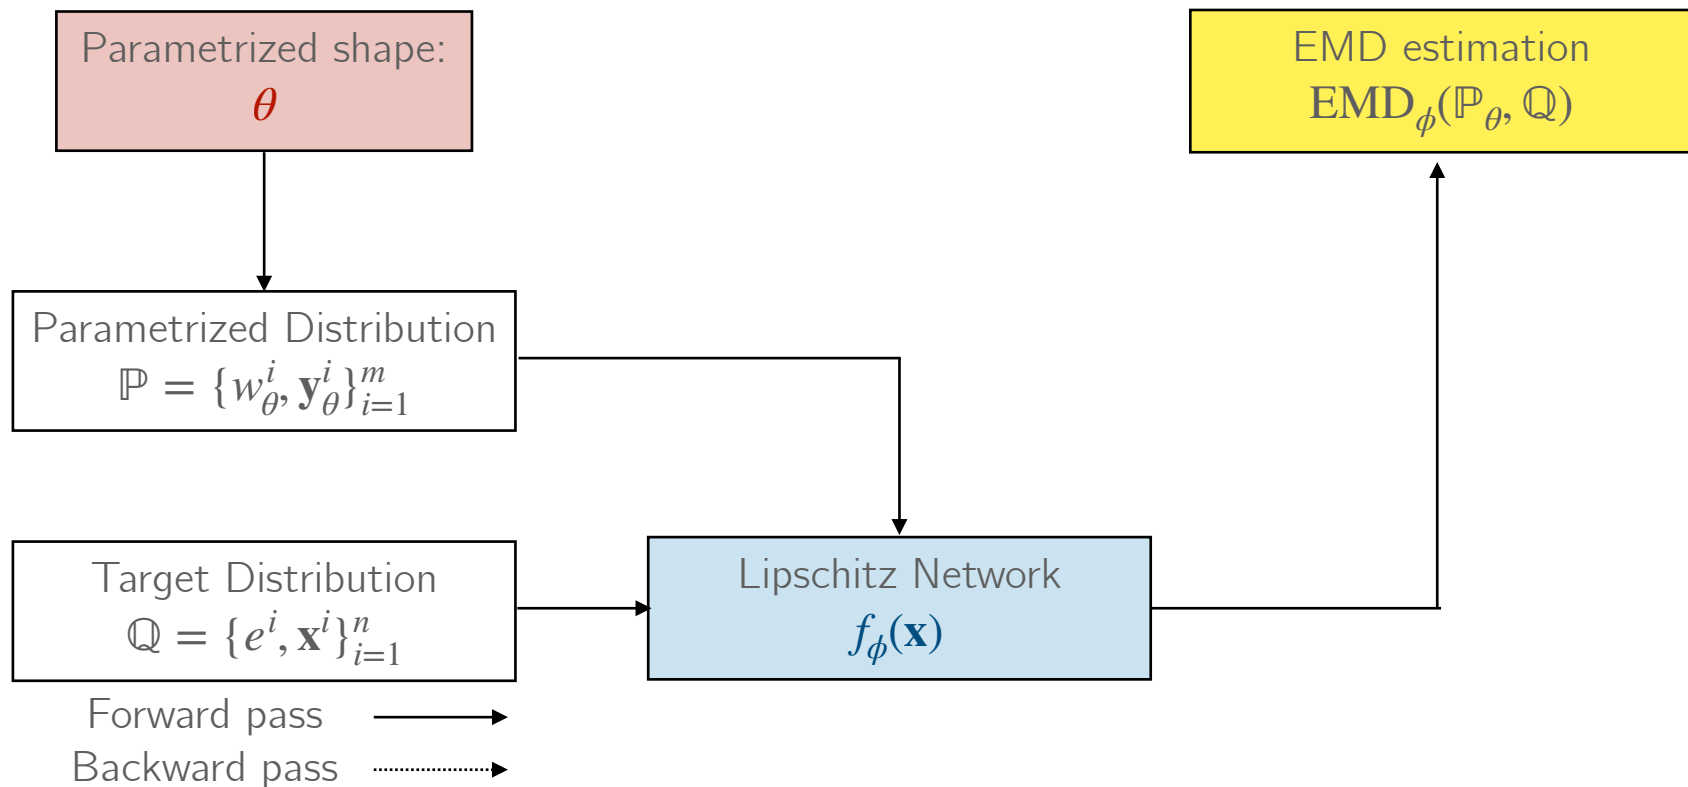 Parametrized shape:
θ
EMD estimation
EMD_ϕ(ℙ_θ, ℚ)
Parametrized Distribution
ℙ = {w_θ^i, 𝐲_θ^i}_{i=1}^m
Target Distribution
ℚ = {e^i, 𝐱^i}_{i=1}^n
Lipschitz Network
f_ϕ(𝐱)
Forward pass
Backward pass